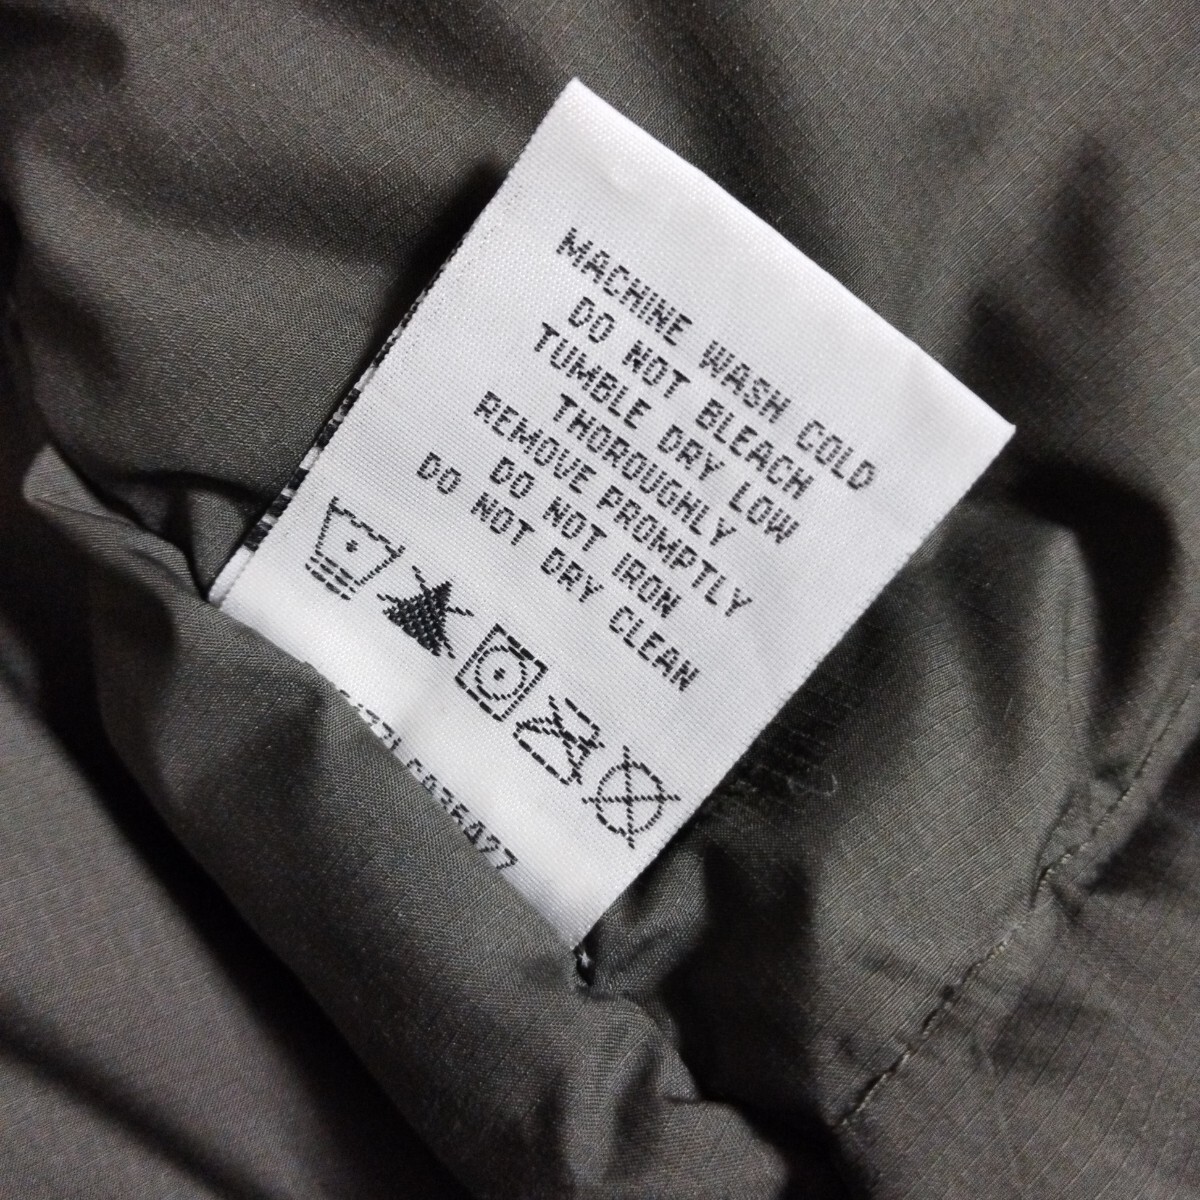 MACHINE WASH COLD
DO NOT BLEACH
TUMBLE DRY LOW
THOROUGHLY
REMOVE PROMPTLY
DO NOT IRON
DO NOT DRY CLEAN